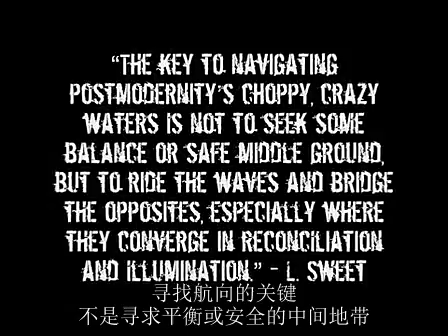 “THE KEY TO NAVIGATING
POSTMODERNITY'S CHOPPY, CRAZY
WATERS IS NOT TO SEEK SOME
BALANCE OR SAFE MIDDLE GROUND,
BUT TO RIDE THE WAVES AND BRIDGE
THE OPPOSITES, ESPECIALLY WHERE
THEY CONVERGE IN RECONCILIATION
AND ILLUMINATION.” - L. SWEET
寻找航向的关键
不是寻求平衡或安全的中间地带